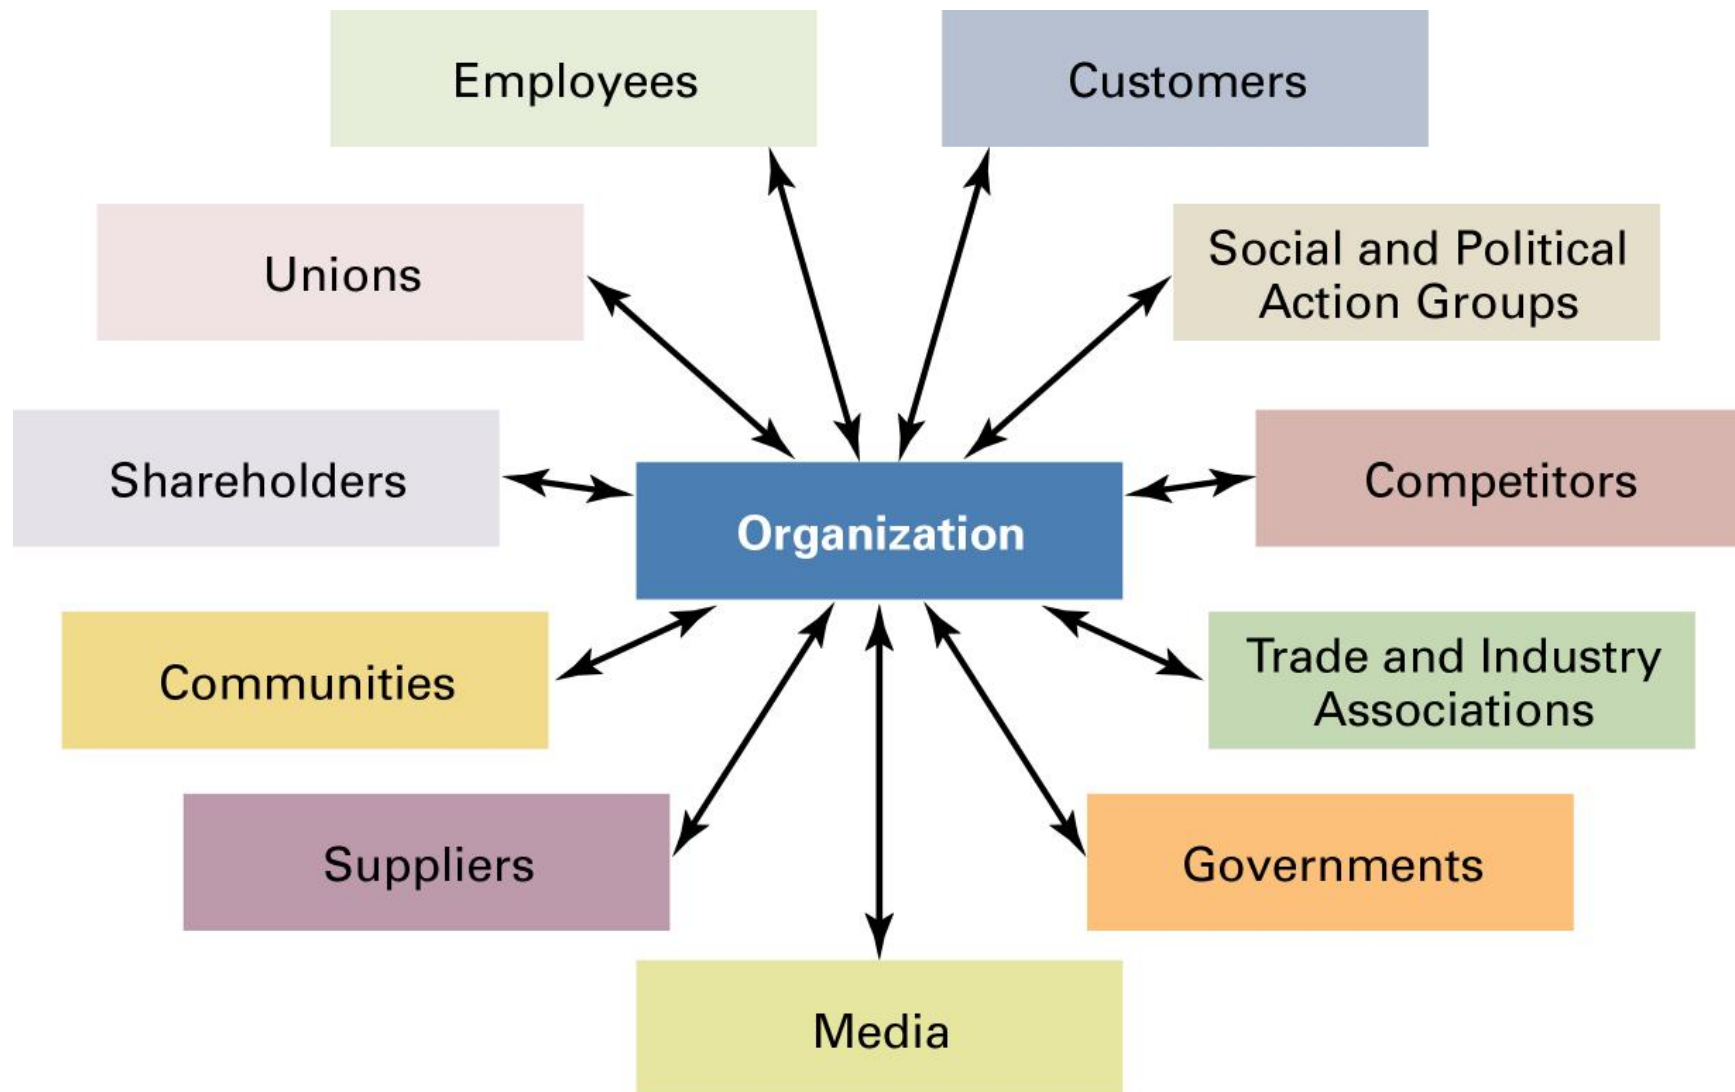 Employees
Customers
Unions
Social and Political
Action Groups
Shareholders
Competitors
Organization
Communities
Trade and Industry
Associations
Suppliers
Governments
Media